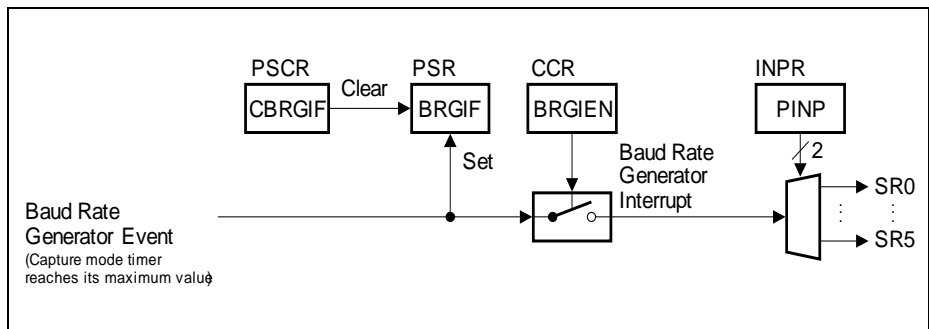 PSCR
PSR
CCR
INPR
Clear
CBRGIF
BRGIF
BRGIEN
PINP
2
Set
Baud Rate
Generator
Interrupt
SR0
SR5
Baud Rate
Generator Event
(Capture mode timer
reaches its maximum value)